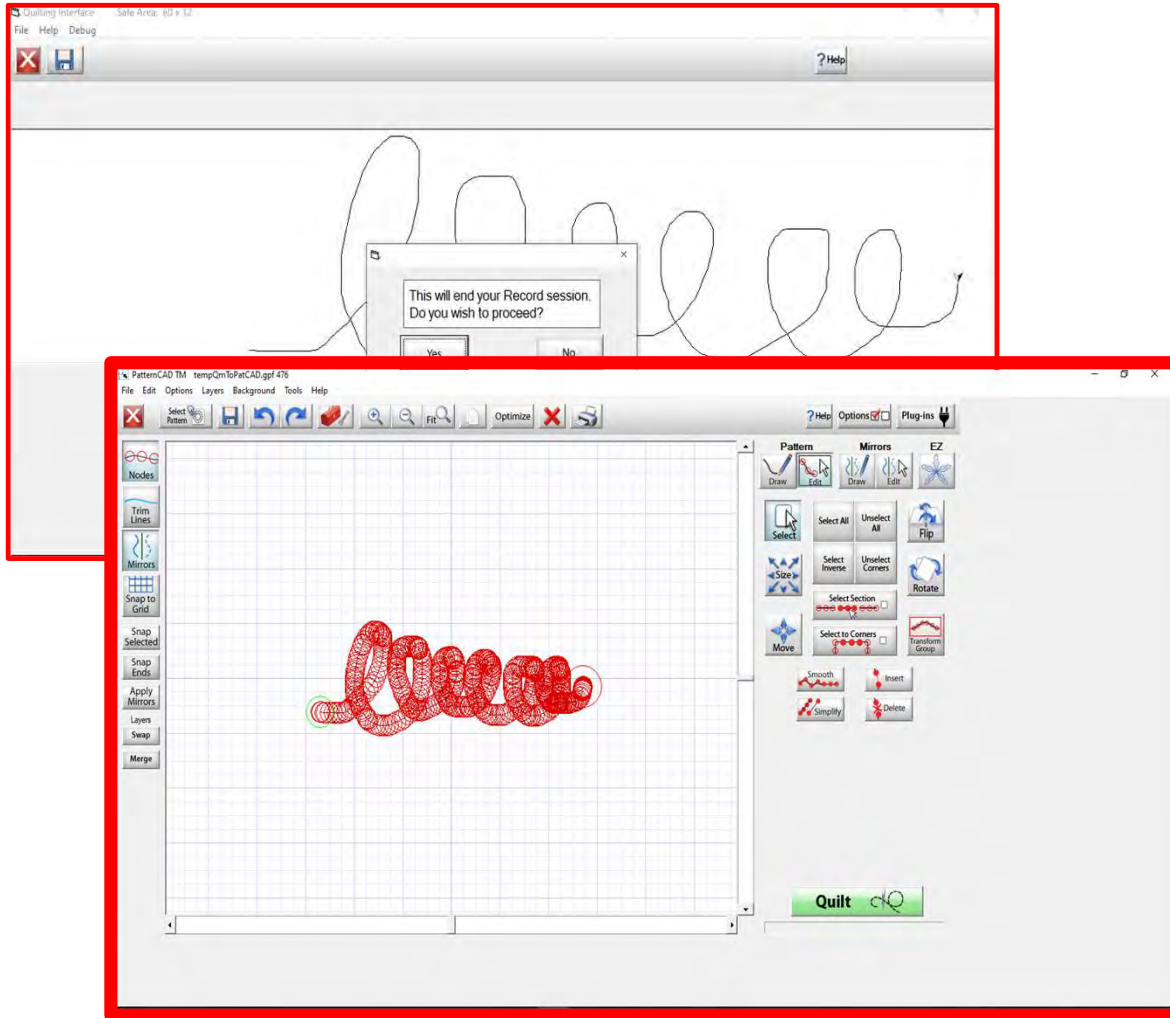 Quilting Interface Safe Area: 60 x 12
File Help Debug
? Help
This will end your Record session.
Do you wish to proceed?
Yes No
PatternCAD TM tempQmToPatCAD.gpf 476
File Edit Options Layers Background Tools Help
Select Pattern Fit Optimize ? Help Options Plug-ins
Pattern Mirrors EZ
Draw Edit Draw Edit
Nodes
Trim
Lines
Mirrors
Snap to
Grid
Snap
Selected
Snap
Ends
Apply
Mirrors
Layers
Swap
Merge
Select
Select All
Unselect
All
Flip
Size
Select
Inverse
Unselect
Corners
Rotate
Select Section
Move
Select to Corners
Transform
Group
Smooth Insert
Simplify Delete
Quilt